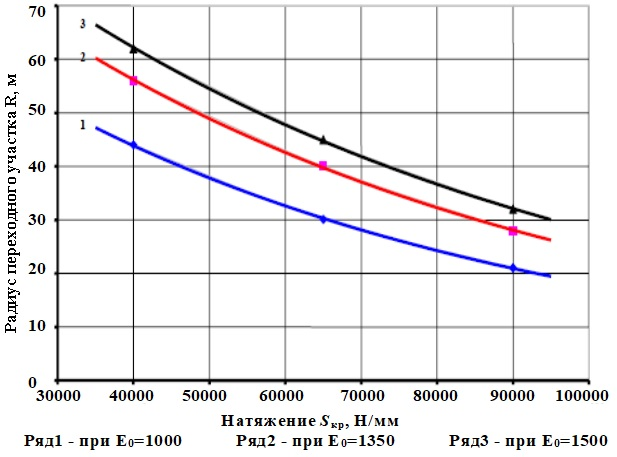 Радиус переходного участка R, м
70
60
50
40
30
20
10
0
3
2
1
30000 40000 50000 60000 70000 80000 90000 100000
Натяжение Sкр, Н/мм
Ряд1 - при E0=1000 Ряд2 - при E0=1350 Ряд3 - при E0=1500